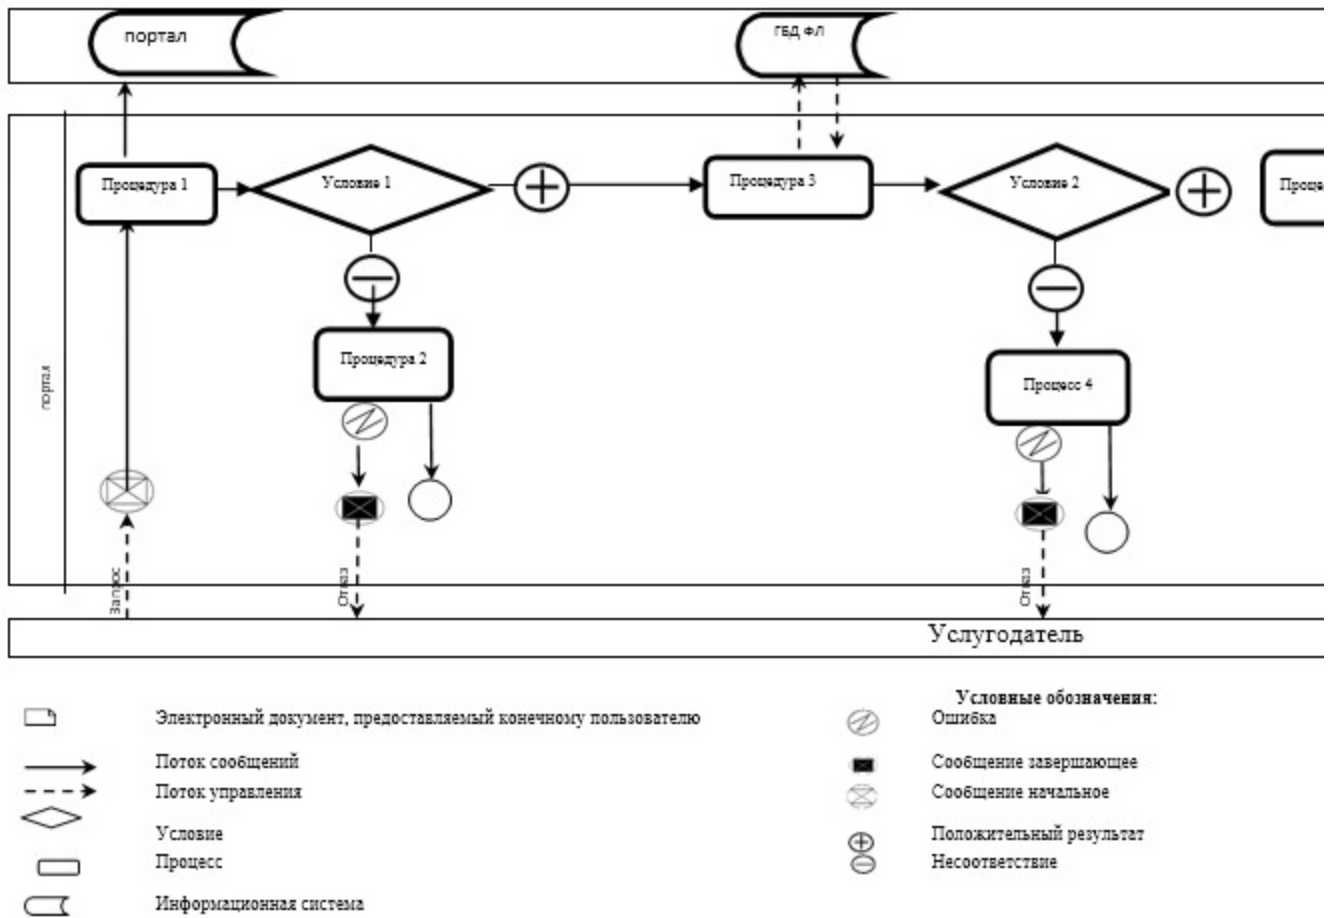 портал
ГБД ФЛ
Процедура 1
Условие 1
Процедура 3
Условие 2
Проце
Процедура 2
Процесс 4
портал
Запрос
Отказ
Отказ
Услугодатель
Условные обозначения:
Электронный документ, предоставляемый конечному пользователю
Ошибка
Поток сообщений
Сообщение завершающее
Поток управления
Сообщение начальное
Условие
Положительный результат
Процесс
Несоответствие
Информационная система